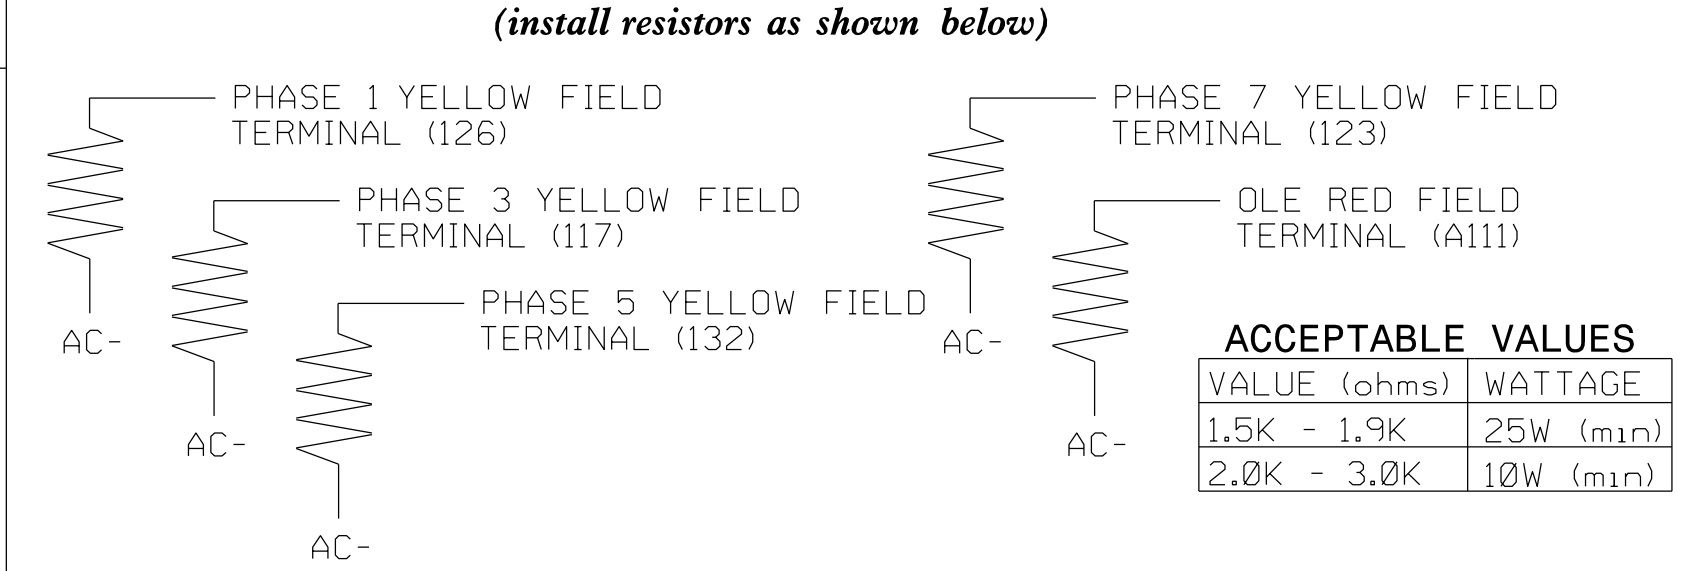 (install resistors as shown below)
PHASE 1 YELLOW FIELD
TERMINAL (126)
AC-
PHASE 3 YELLOW FIELD
TERMINAL (117)
AC-
PHASE 5 YELLOW FIELD
TERMINAL (132)
AC-
PHASE 7 YELLOW FIELD
TERMINAL (123)
AC-
OLE RED FIELD
TERMINAL (A111)
AC-
ACCEPTABLE VALUES
VALUE (ohms) WATTAGE
1.5K - 1.9K 25W (min)
2.0K - 3.0K 10W (min)